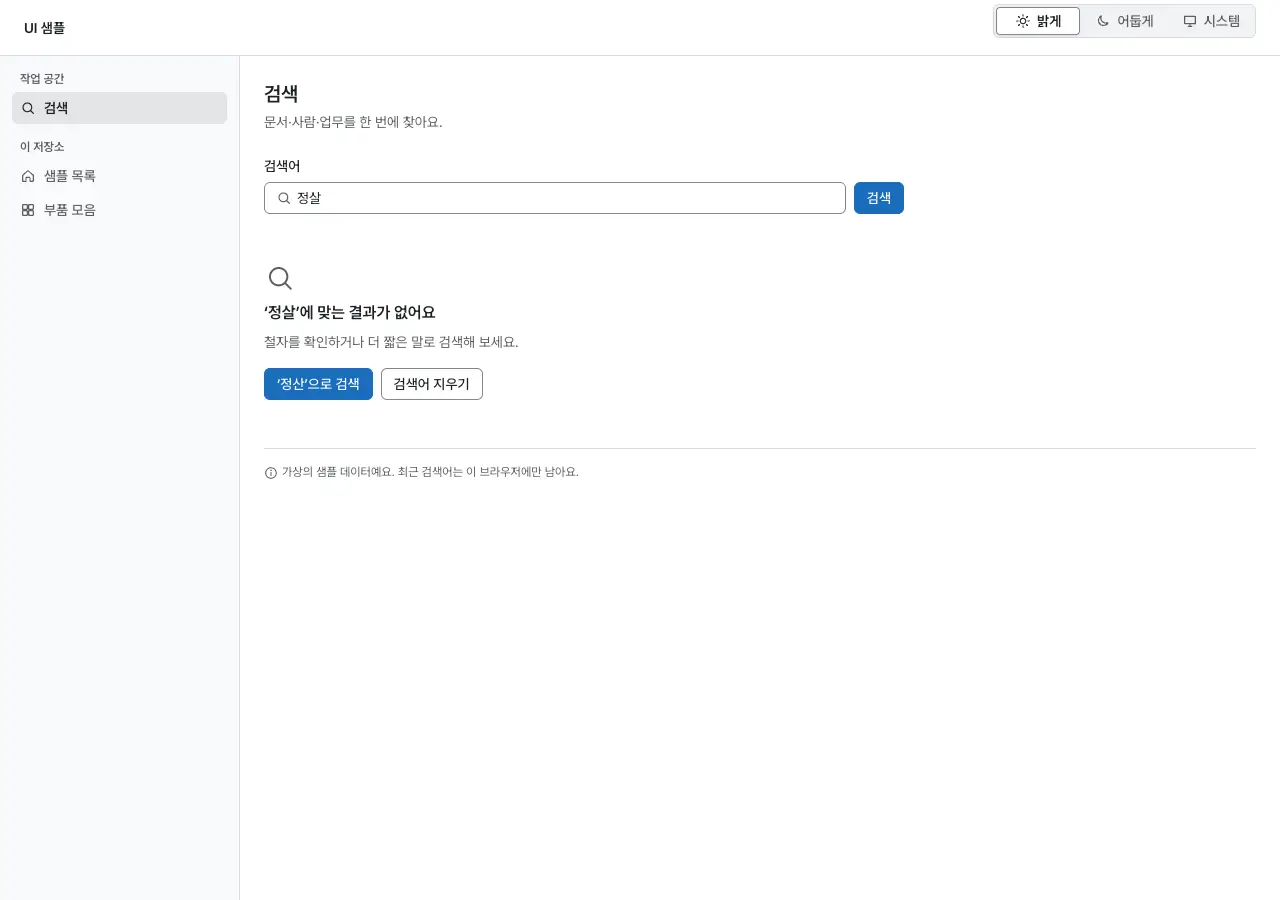 UI 샘플
밝게
어둡게
시스템
작업 공간
검색
이 저장소
샘플 목록
부품 모음
검색
문서·사람·업무를 한 번에 찾아요.
검색어
정살
검색
‘정살’에 맞는 결과가 없어요
철자를 확인하거나 더 짧은 말로 검색해 보세요.
‘정산’으로 검색
검색어 지우기
가상의 샘플 데이터예요. 최근 검색어는 이 브라우저에만 남아요.